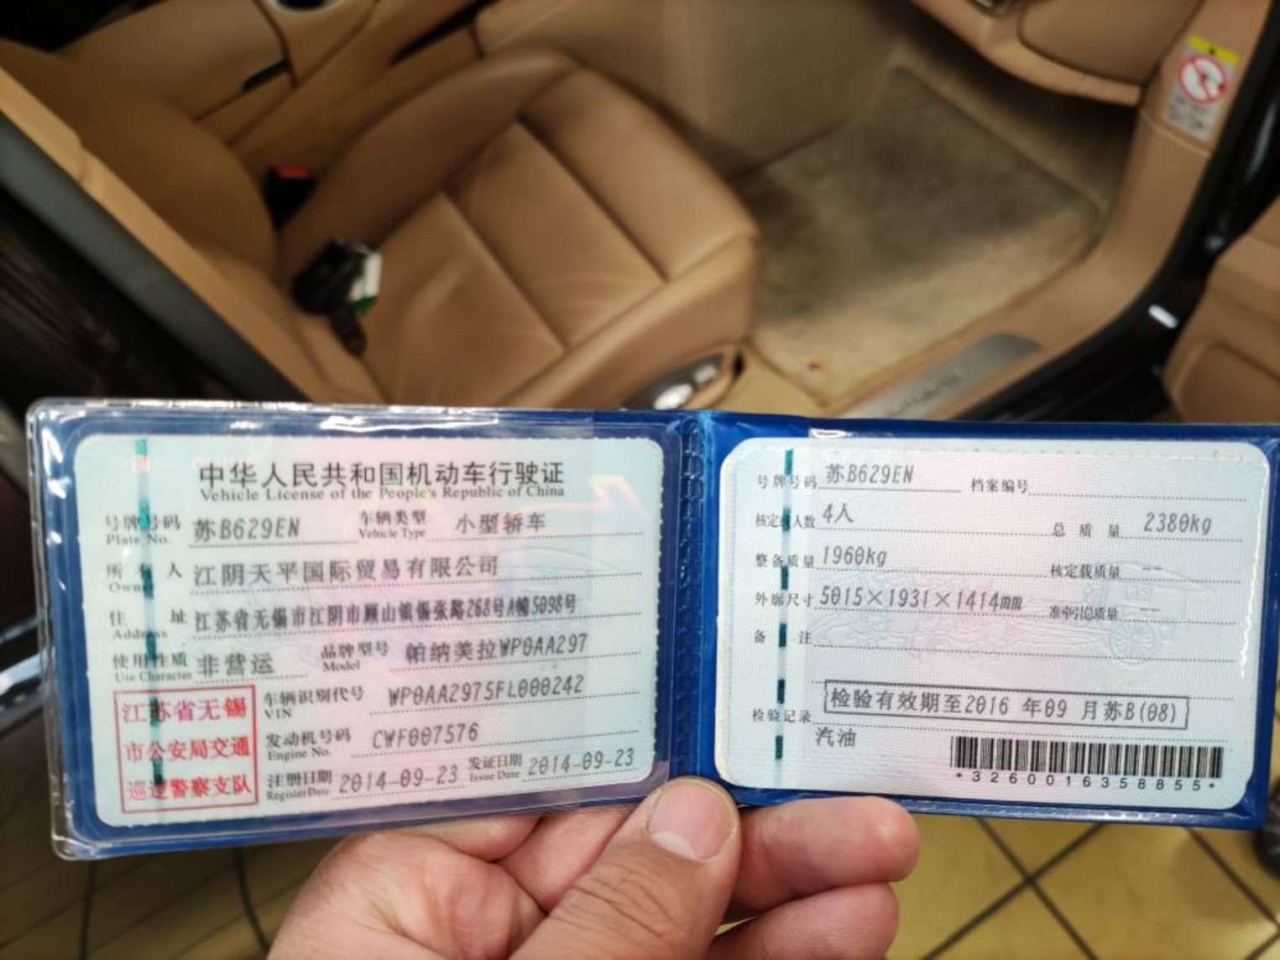 中华人民共和国机动车行驶证
Vehicle License of the People's Republic of China
号牌号码 苏B629EN 车辆类型 小型轿车
Plate No. Vehicle Type
所有人 江阴天平国际贸易有限公司
Owner
住址 江苏省无锡市江阴市顾山镇锡张路268号A幢5098号
Address
使用性质 非营运 品牌型号 帕纳美拉WP0AA297
Use Character Model
江苏省无锡
市公安局交通
巡逻警察支队
车辆识别代号 WP0AA2975FL000242
VIN
发动机号码 CWF007576
Engine No.
注册日期 2014-09-23 发证日期 2014-09-23
Register Date Issue Date
号牌号码 苏B629EN 档案编号
核定载人数 4人 总质量 2380kg
整备质量 1960kg 核定载质量 --
外廓尺寸 5015×1931×1414mm 准牵引总质量 --
备注
检验有效期至2016 年09 月苏B(08)
检验记录
汽油
*3260016358855*